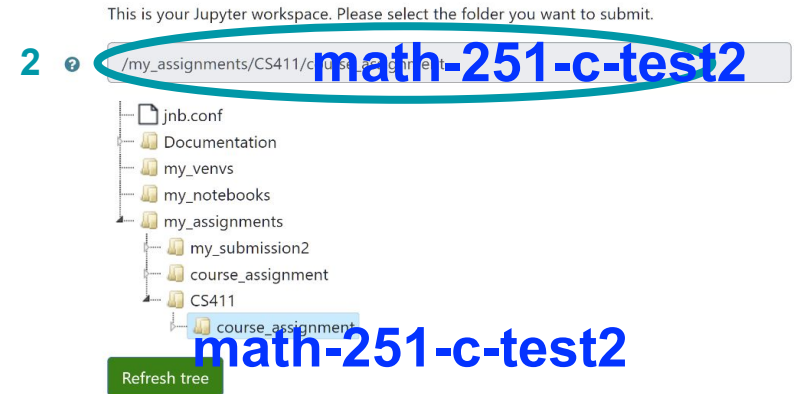 This is your Jupyter workspace. Please select the folder you want to submit.
2 ? /my_assignments/CS411/course_assignment
math-251-c-test2
jnb.conf
Documentation
my_venvs
my_notebooks
my_assignments
my_submission2
course_assignment
CS411
course_assignment
math-251-c-test2
Refresh tree